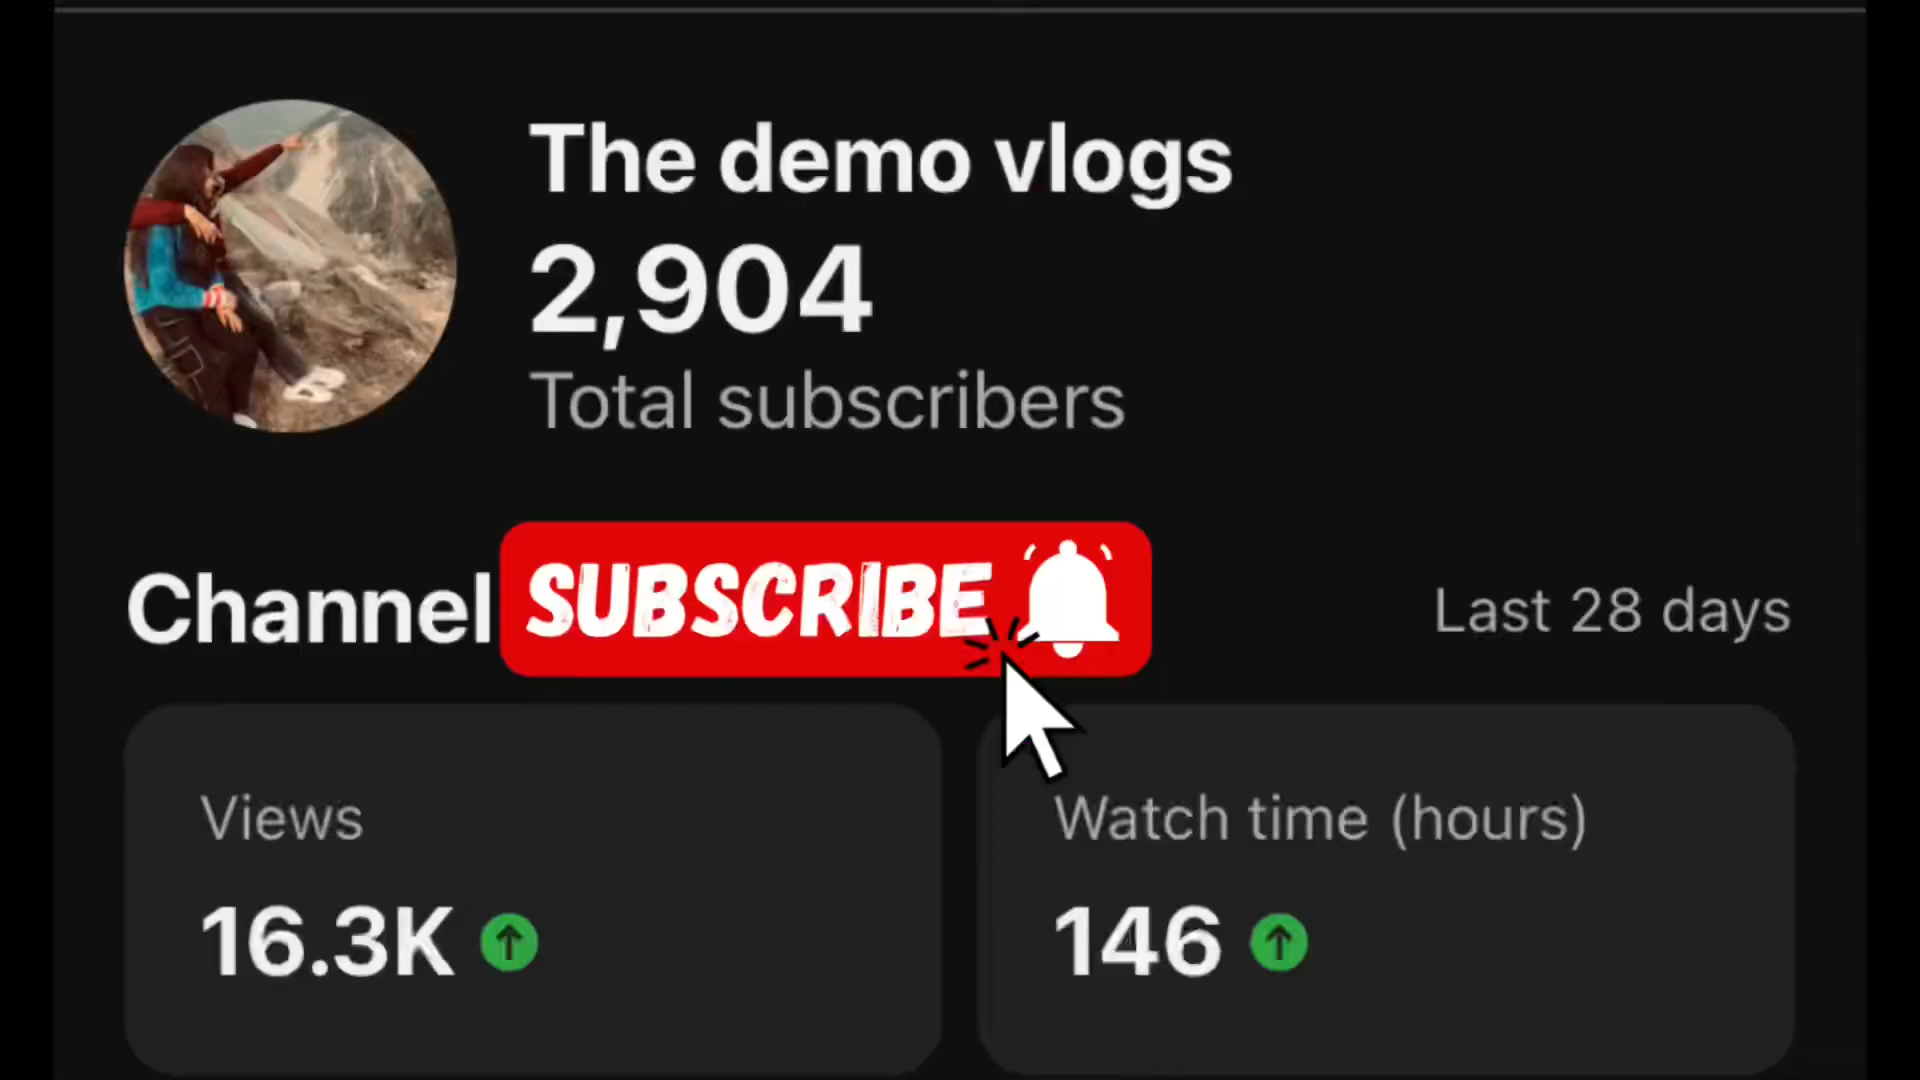 The demo vlogs
2,904
Total subscribers
Channel
SUBSCRIBE
Last 28 days
Views
Watch time (hours)
16.3K
146